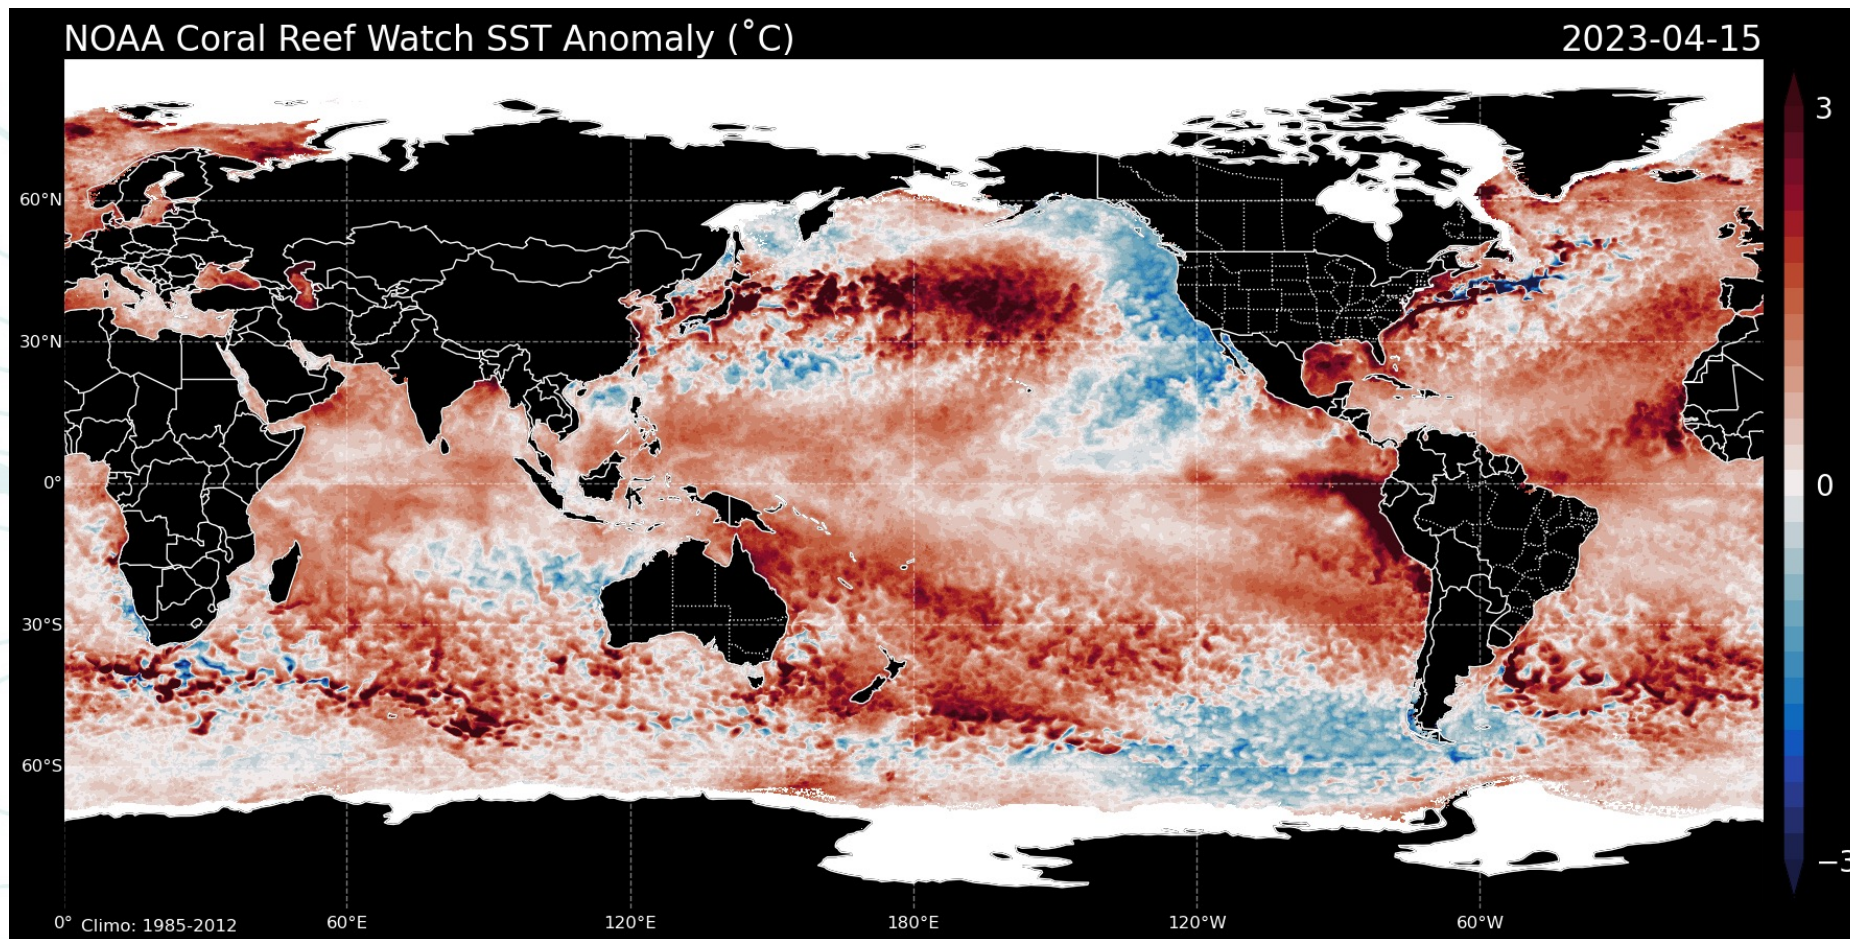 NOAA Coral Reef Watch SST Anomaly (˚C)
2023-04-15
3
60°N
30°N
0°
0
30°S
60°S
−3
0°
60°E
120°E
180°E
120°W
60°W
Climo: 1985-2012